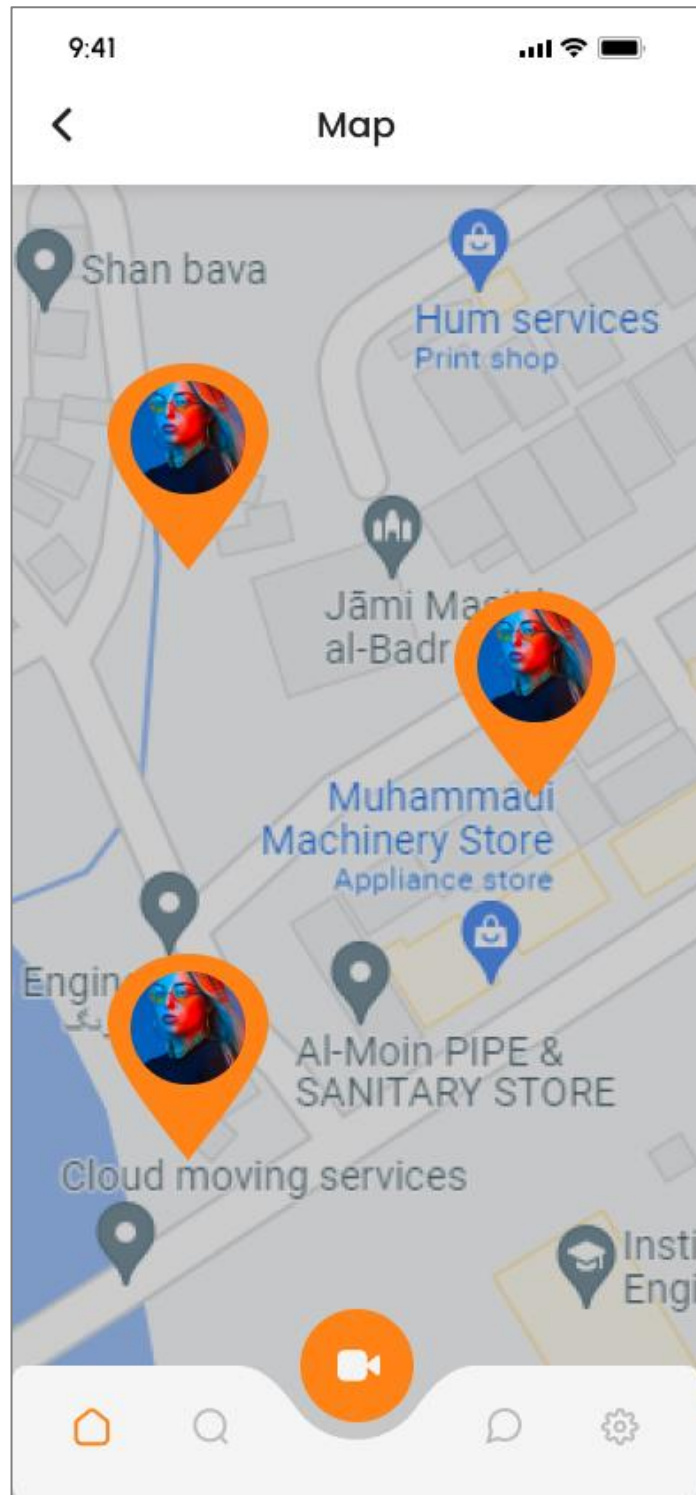 9:41
Map
Shan bava
Hum services
Print shop
Jāmi
al-Badr
Muhammadi
Machinery Store
Appliance store
Al-Moin PIPE &
SANITARY STORE
Cloud moving services